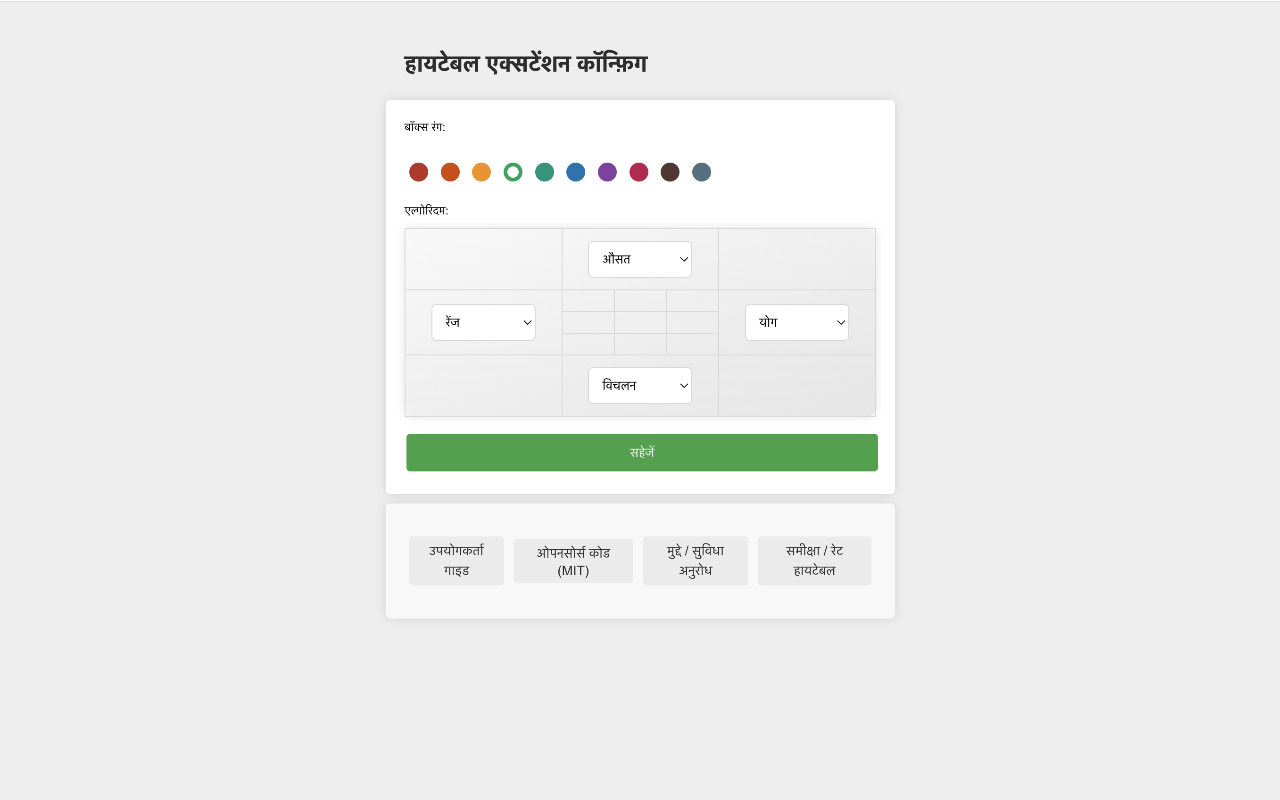 हायटेबल एक्सटेंशन कॉन्फ़िग
बॉक्स रंग:
एल्गोरिदम:
औसत
रेंज
योग
विचलन
सहेजें
उपयोगकर्ता
गाइड
ओपनसोर्स कोड
(MIT)
मुद्दे / सुविधा
अनुरोध
समीक्षा / रेट
हायटेबल